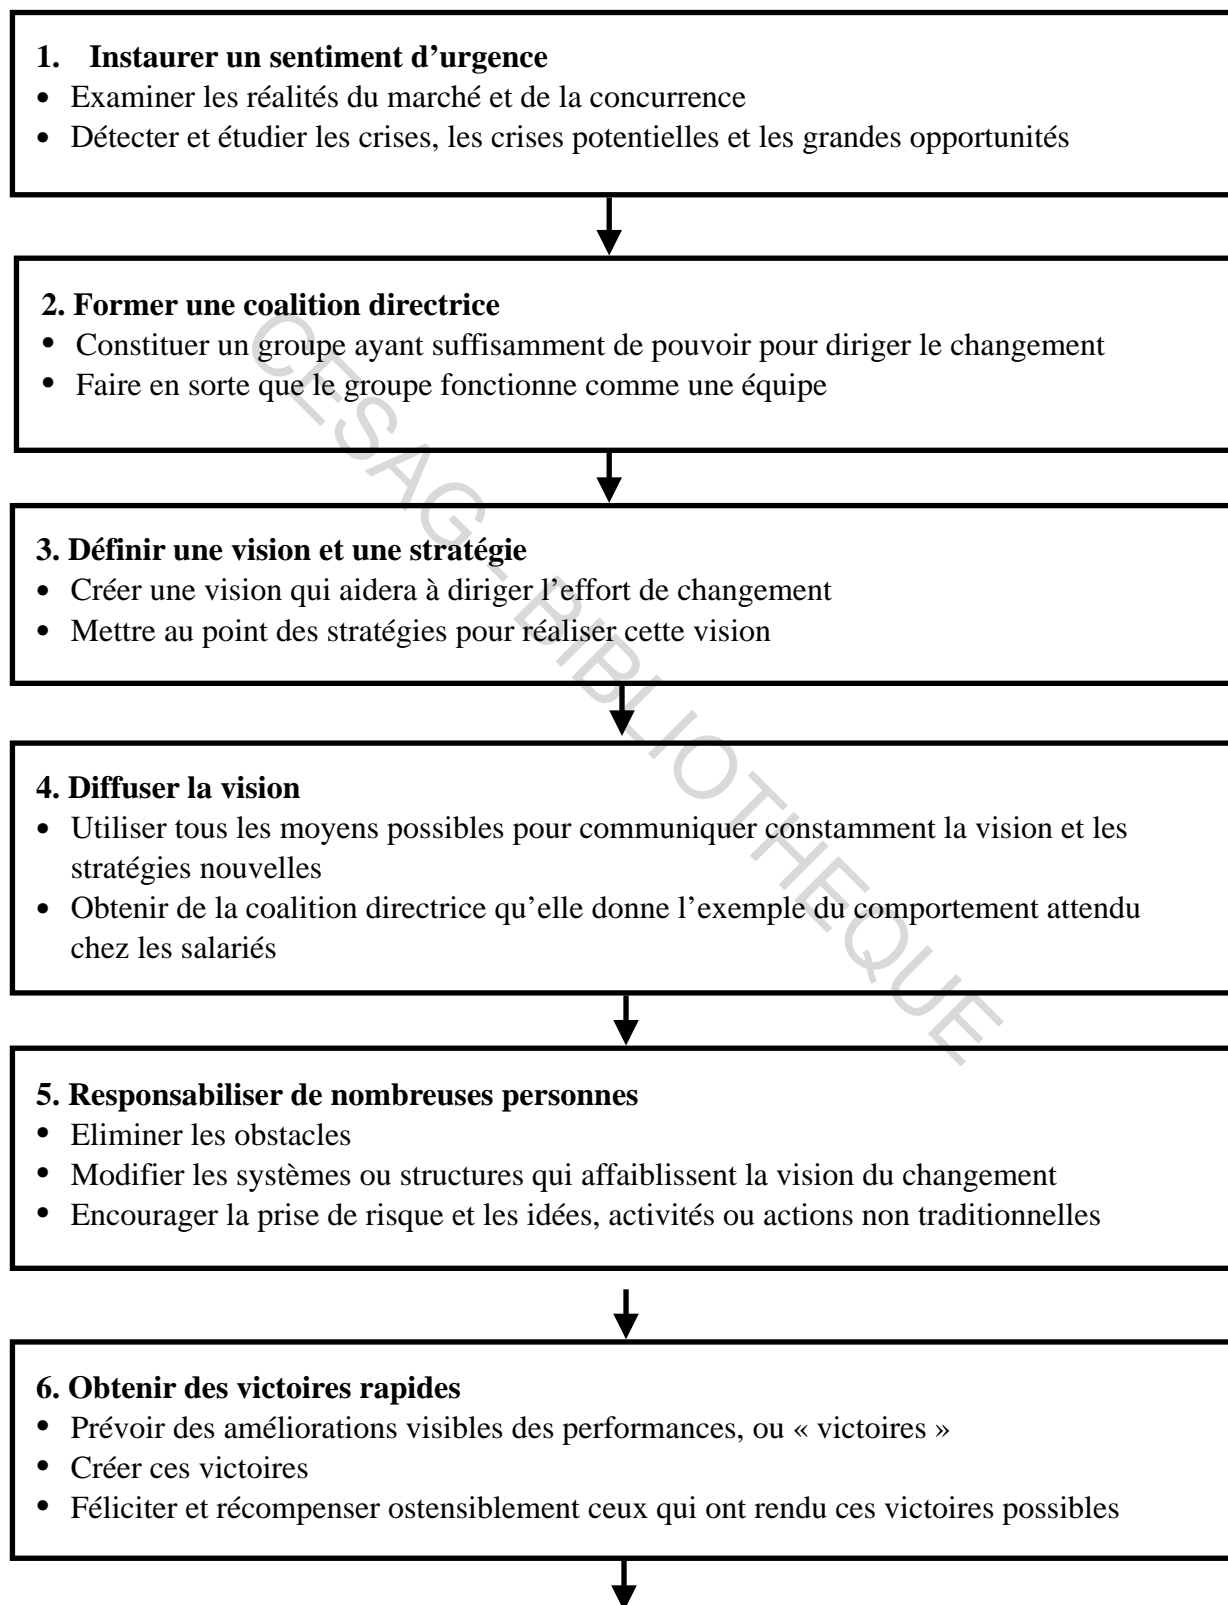 1. Instaurer un sentiment d’urgence
• Examiner les réalités du marché et de la concurrence
• Détecter et étudier les crises, les crises potentielles et les grandes opportunités
2. Former une coalition directrice
• Constituer un groupe ayant suffisamment de pouvoir pour diriger le changement
• Faire en sorte que le groupe fonctionne comme une équipe
3. Définir une vision et une stratégie
• Créer une vision qui aidera à diriger l’effort de changement
• Mettre au point des stratégies pour réaliser cette vision
4. Diffuser la vision
• Utiliser tous les moyens possibles pour communiquer constamment la vision et les
stratégies nouvelles
• Obtenir de la coalition directrice qu’elle donne l’exemple du comportement attendu
chez les salariés
5. Responsabiliser de nombreuses personnes
• Eliminer les obstacles
• Modifier les systèmes ou structures qui affaiblissent la vision du changement
• Encourager la prise de risque et les idées, activités ou actions non traditionnelles
6. Obtenir des victoires rapides
• Prévoir des améliorations visibles des performances, ou « victoires »
• Créer ces victoires
• Féliciter et récompenser ostensiblement ceux qui ont rendu ces victoires possibles
CESAG - BIBLIOTHEQUE